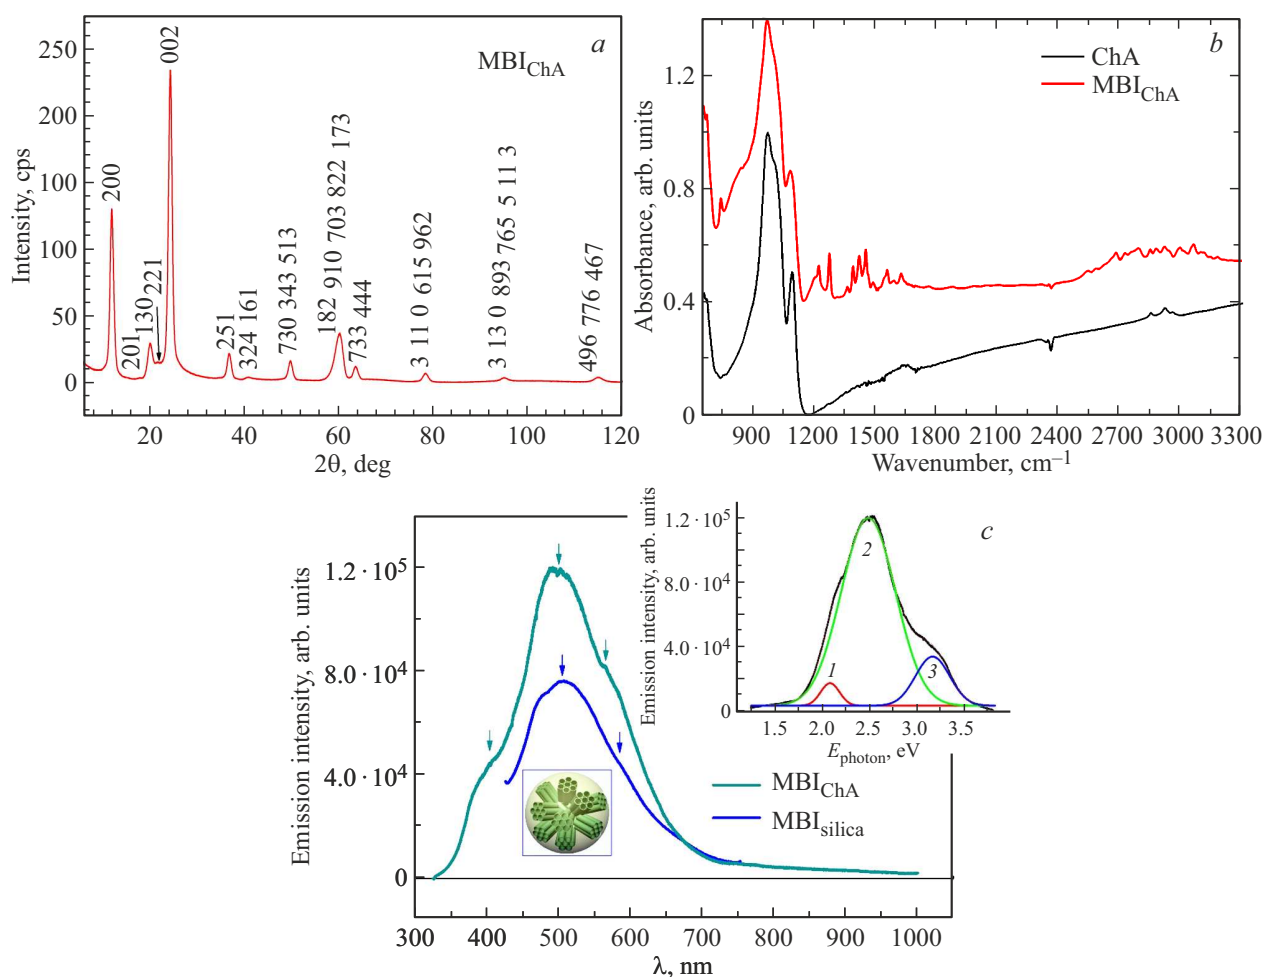 a
MBI_ChA
250
200
150
100
50
0
Intensity, cps
200
201
130
221
002
251
324 161
730 343 513
182 910 703 822 173
733 444
3 11 0 615 962
3 13 0 893 765 5 11 3
496 776 467
20 40 60 80 100 120
2θ, deg
b
ChA
MBI_ChA
1.2
0.8
0.4
0
Absorbance, arb. units
900 1200 1500 1800 2100 2400 2700 3000 3300
Wavenumber, cm–1
1.2 · 10^5
8.0 · 10^4
4.0 · 10^4
0
Emission intensity, arb. units
MBI_ChA
MBI_silica
300 400 500 600 700 800 900 1000
λ, nm
c
1.2 · 10^5
8.0 · 10^4
4.0 · 10^4
0
Emission intensity, arb. units
1
2
3
1.5 2.0 2.5 3.0 3.5
E_photon, eV